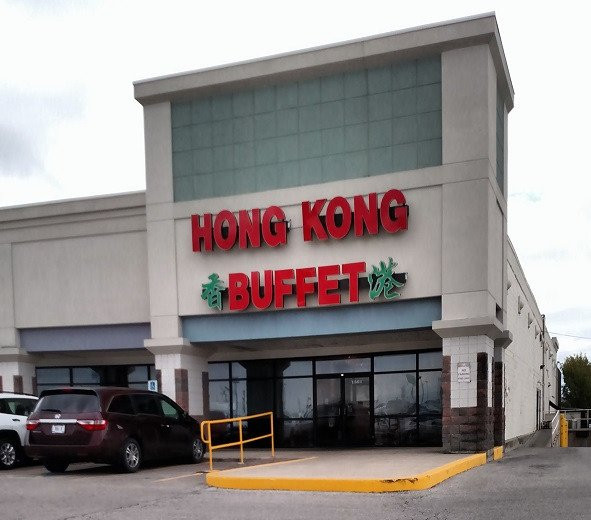 HONG KONG
香 BUFFET 港